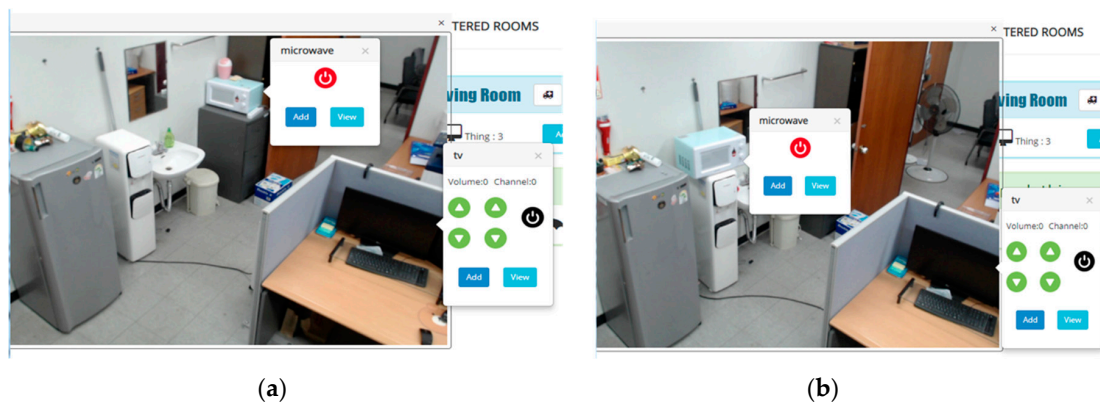 × TERED ROOMS
microwave ×
Add View
ving Room
Thing : 3
tv ×
Volume:0 Channel:0
Add View
(a)
× TERED ROOMS
ving Room
microwave ×
Thing : 3
Add View
tv ×
Volume:0 Channel:0
Add View
(b)